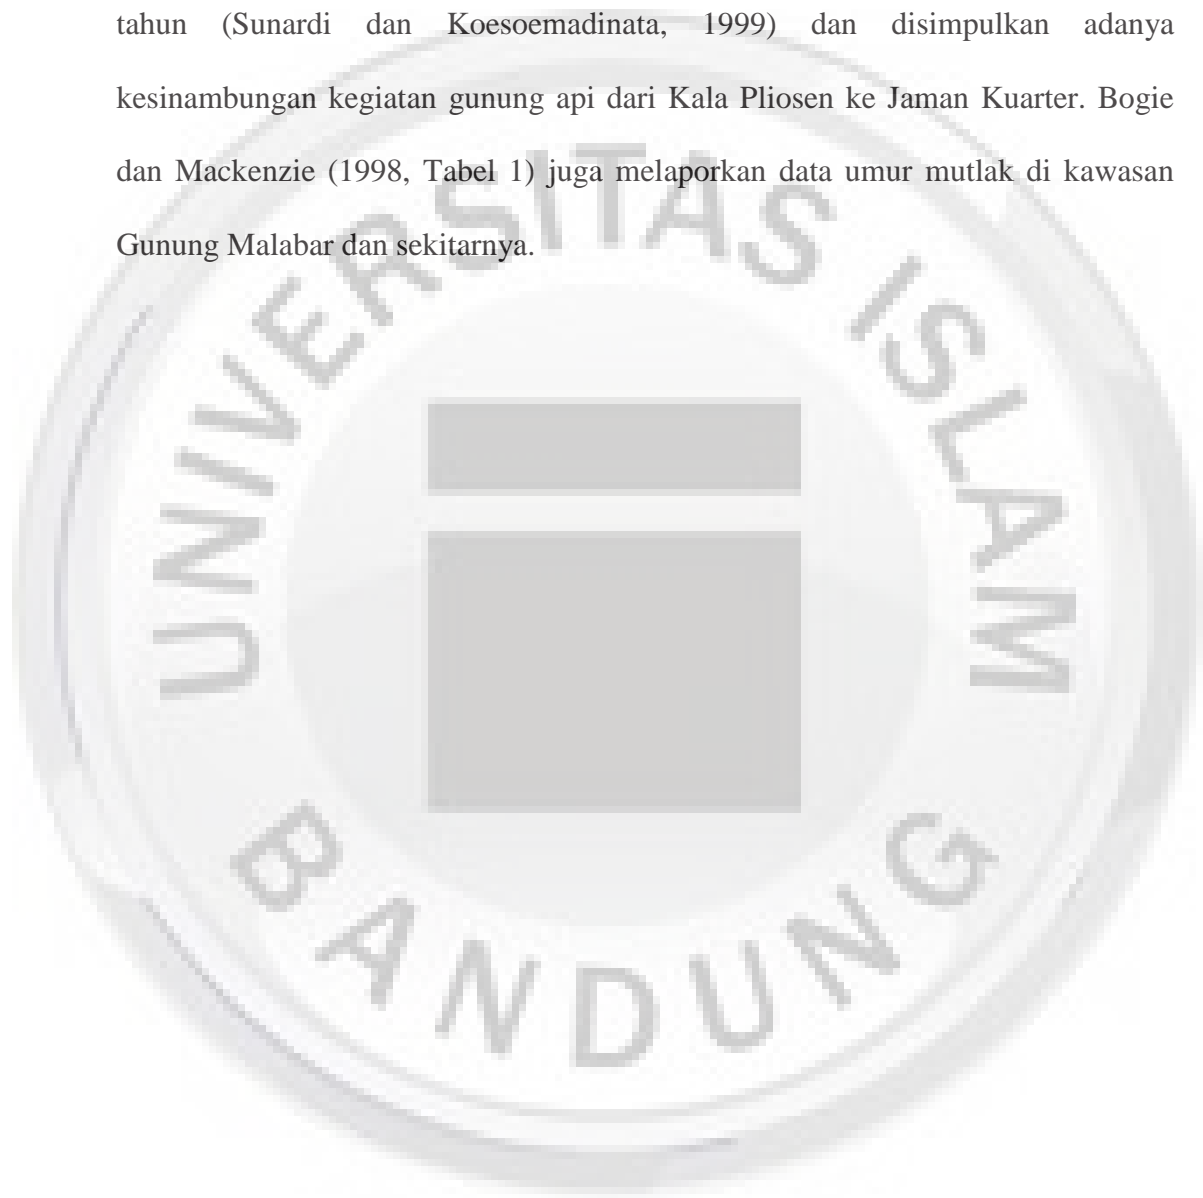 tahun (Sunardi dan Koesoemadinata, 1999) dan disimpulkan adanya
kesinambungan kegiatan gunung api dari Kala Pliosen ke Jaman Kuarter. Bogie
dan Mackenzie (1998, Tabel 1) juga melaporkan data umur mutlak di kawasan
Gunung Malabar dan sekitarnya.
UNIVERSITAS ISLAM
BANDUNG